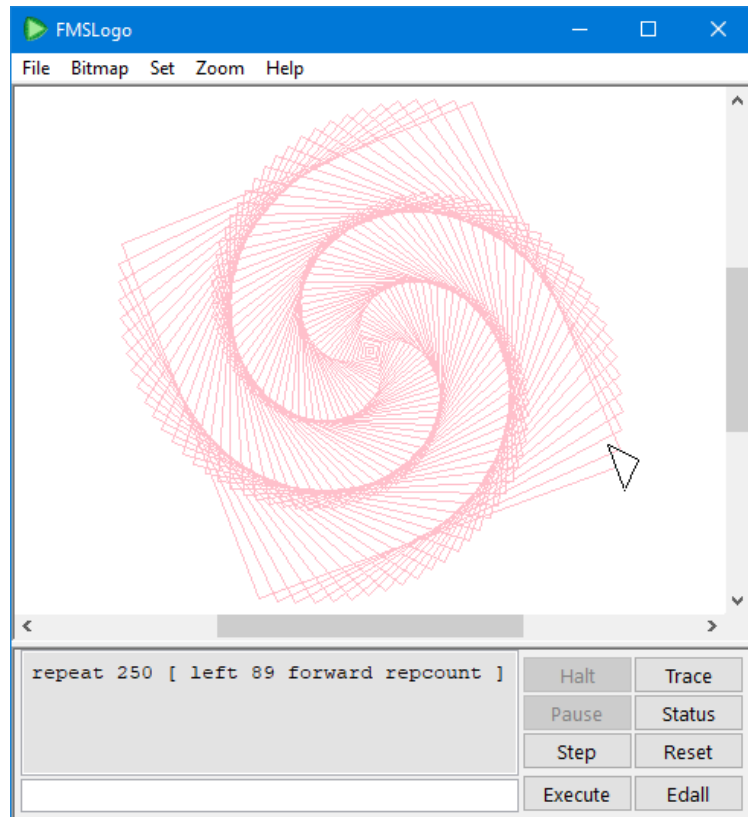 FMSLogo
File Bitmap Set Zoom Help
repeat 250 [ left 89 forward repcount ]
Halt Trace
Pause Status
Step Reset
Execute Edall